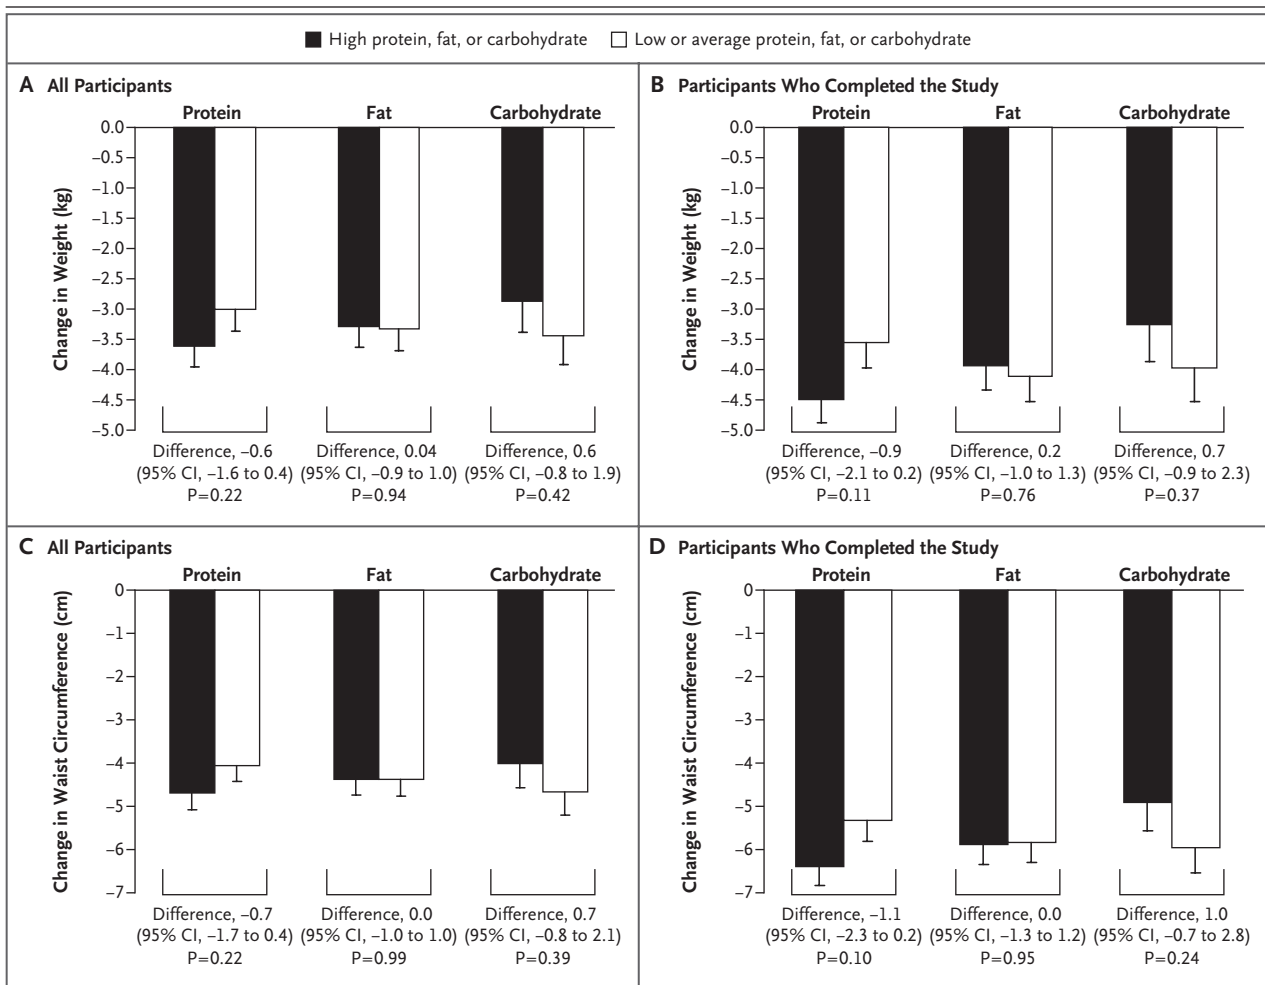 High protein, fat, or carbohydrate Low or average protein, fat, or carbohydrate
A All Participants
Protein Fat Carbohydrate
0.0
–0.5
–1.0
–1.5
–2.0
–2.5
–3.0
–3.5
–4.0
–4.5
–5.0
Change in Weight (kg)
Difference, –0.6 Difference, 0.04 Difference, 0.6
(95% CI, –1.6 to 0.4) (95% CI, –0.9 to 1.0) (95% CI, –0.8 to 1.9)
P=0.22 P=0.94 P=0.42
B Participants Who Completed the Study
Protein Fat Carbohydrate
0.0
–0.5
–1.0
–1.5
–2.0
–2.5
–3.0
–3.5
–4.0
–4.5
–5.0
Change in Weight (kg)
Difference, –0.9 Difference, 0.2 Difference, 0.7
(95% CI, –2.1 to 0.2) (95% CI, –1.0 to 1.3) (95% CI, –0.9 to 2.3)
P=0.11 P=0.76 P=0.37
C All Participants
Protein Fat Carbohydrate
0
–1
–2
–3
–4
–5
–6
–7
Change in Waist Circumference (cm)
Difference, –0.7 Difference, 0.0 Difference, 0.7
(95% CI, –1.7 to 0.4) (95% CI, –1.0 to 1.0) (95% CI, –0.8 to 2.1)
P=0.22 P=0.99 P=0.39
D Participants Who Completed the Study
Protein Fat Carbohydrate
0
–1
–2
–3
–4
–5
–6
–7
Change in Waist Circumference (cm)
Difference, –1.1 Difference, 0.0 Difference, 1.0
(95% CI, –2.3 to 0.2) (95% CI, –1.3 to 1.2) (95% CI, –0.7 to 2.8)
P=0.10 P=0.95 P=0.24